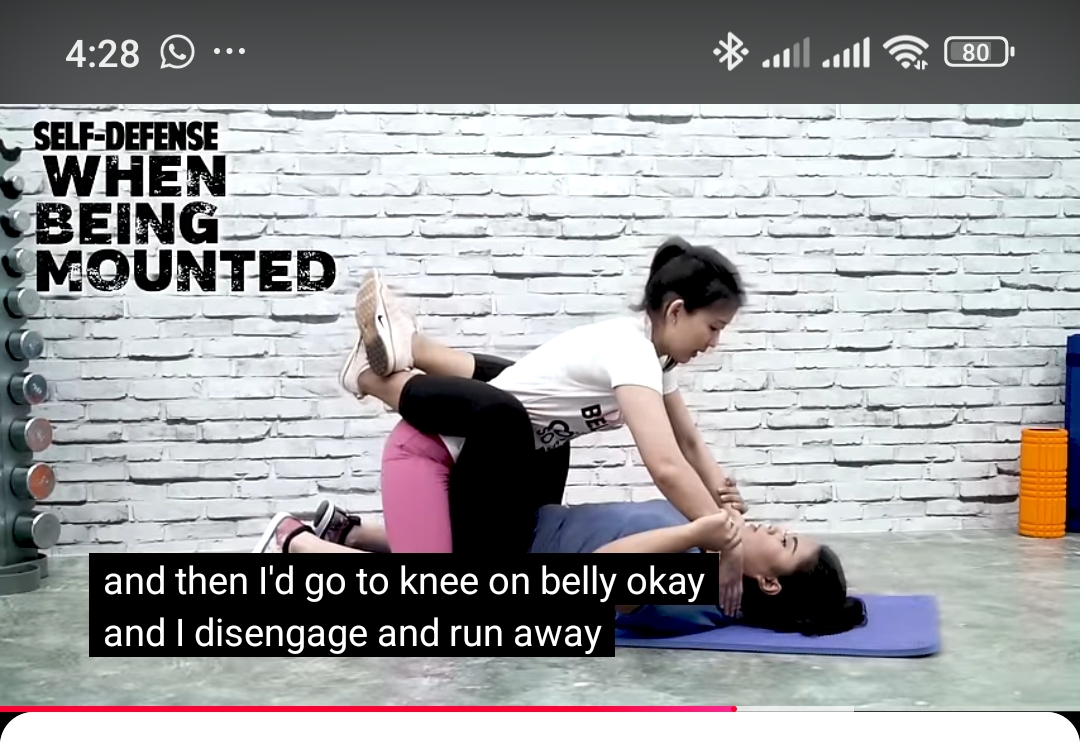 4:28
80
SELF-DEFENSE
WHEN
BEING
MOUNTED
and then I'd go to knee on belly okay
and I disengage and run away